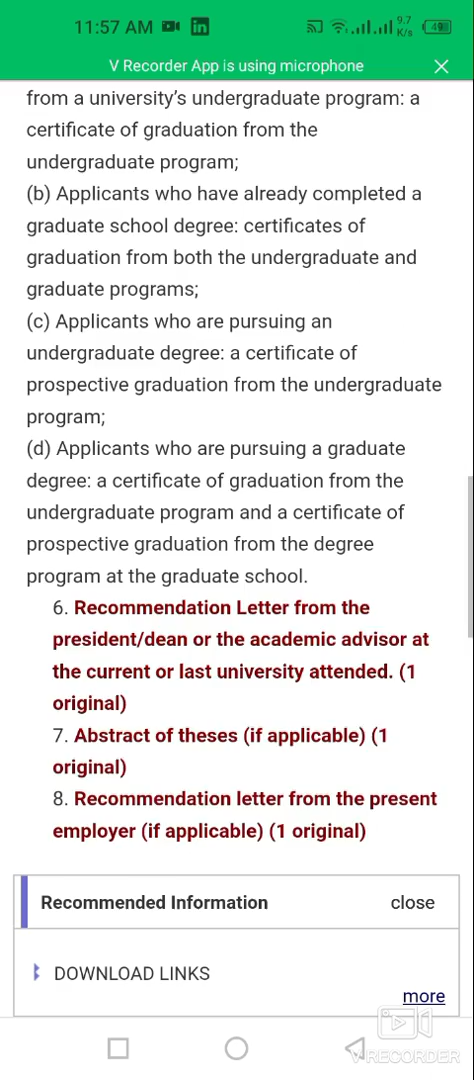 11:57 AM
9.7
K/s
V Recorder App is using microphone
from a university’s undergraduate program: a
certificate of graduation from the
undergraduate program;
(b) Applicants who have already completed a
graduate school degree: certificates of
graduation from both the undergraduate and
graduate programs;
(c) Applicants who are pursuing an
undergraduate degree: a certificate of
prospective graduation from the undergraduate
program;
(d) Applicants who are pursuing a graduate
degree: a certificate of graduation from the
undergraduate program and a certificate of
prospective graduation from the degree
program at the graduate school.
6. Recommendation Letter from the
president/dean or the academic advisor at
the current or last university attended. (1
original)
7. Abstract of theses (if applicable) (1
original)
8. Recommendation letter from the present
employer (if applicable) (1 original)
Recommended Information close
DOWNLOAD LINKS
more
V RECORDER